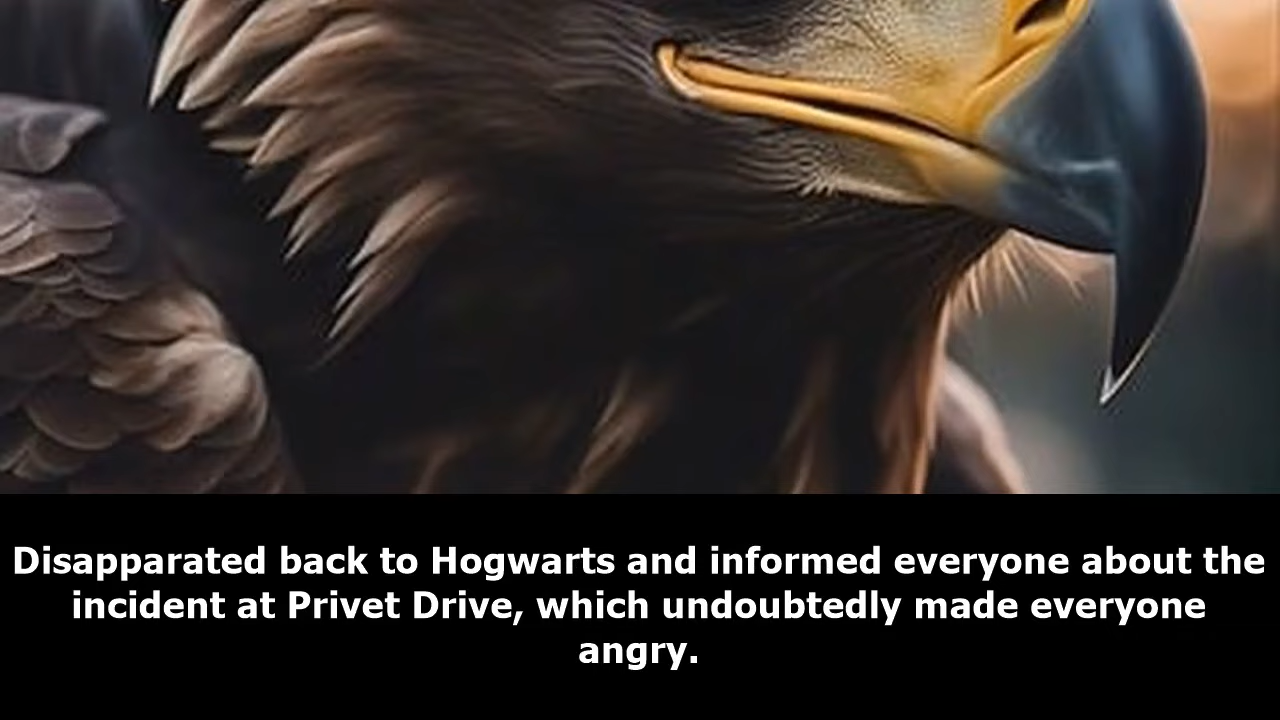 Disapparated back to Hogwarts and informed everyone about the
incident at Privet Drive, which undoubtedly made everyone
angry.